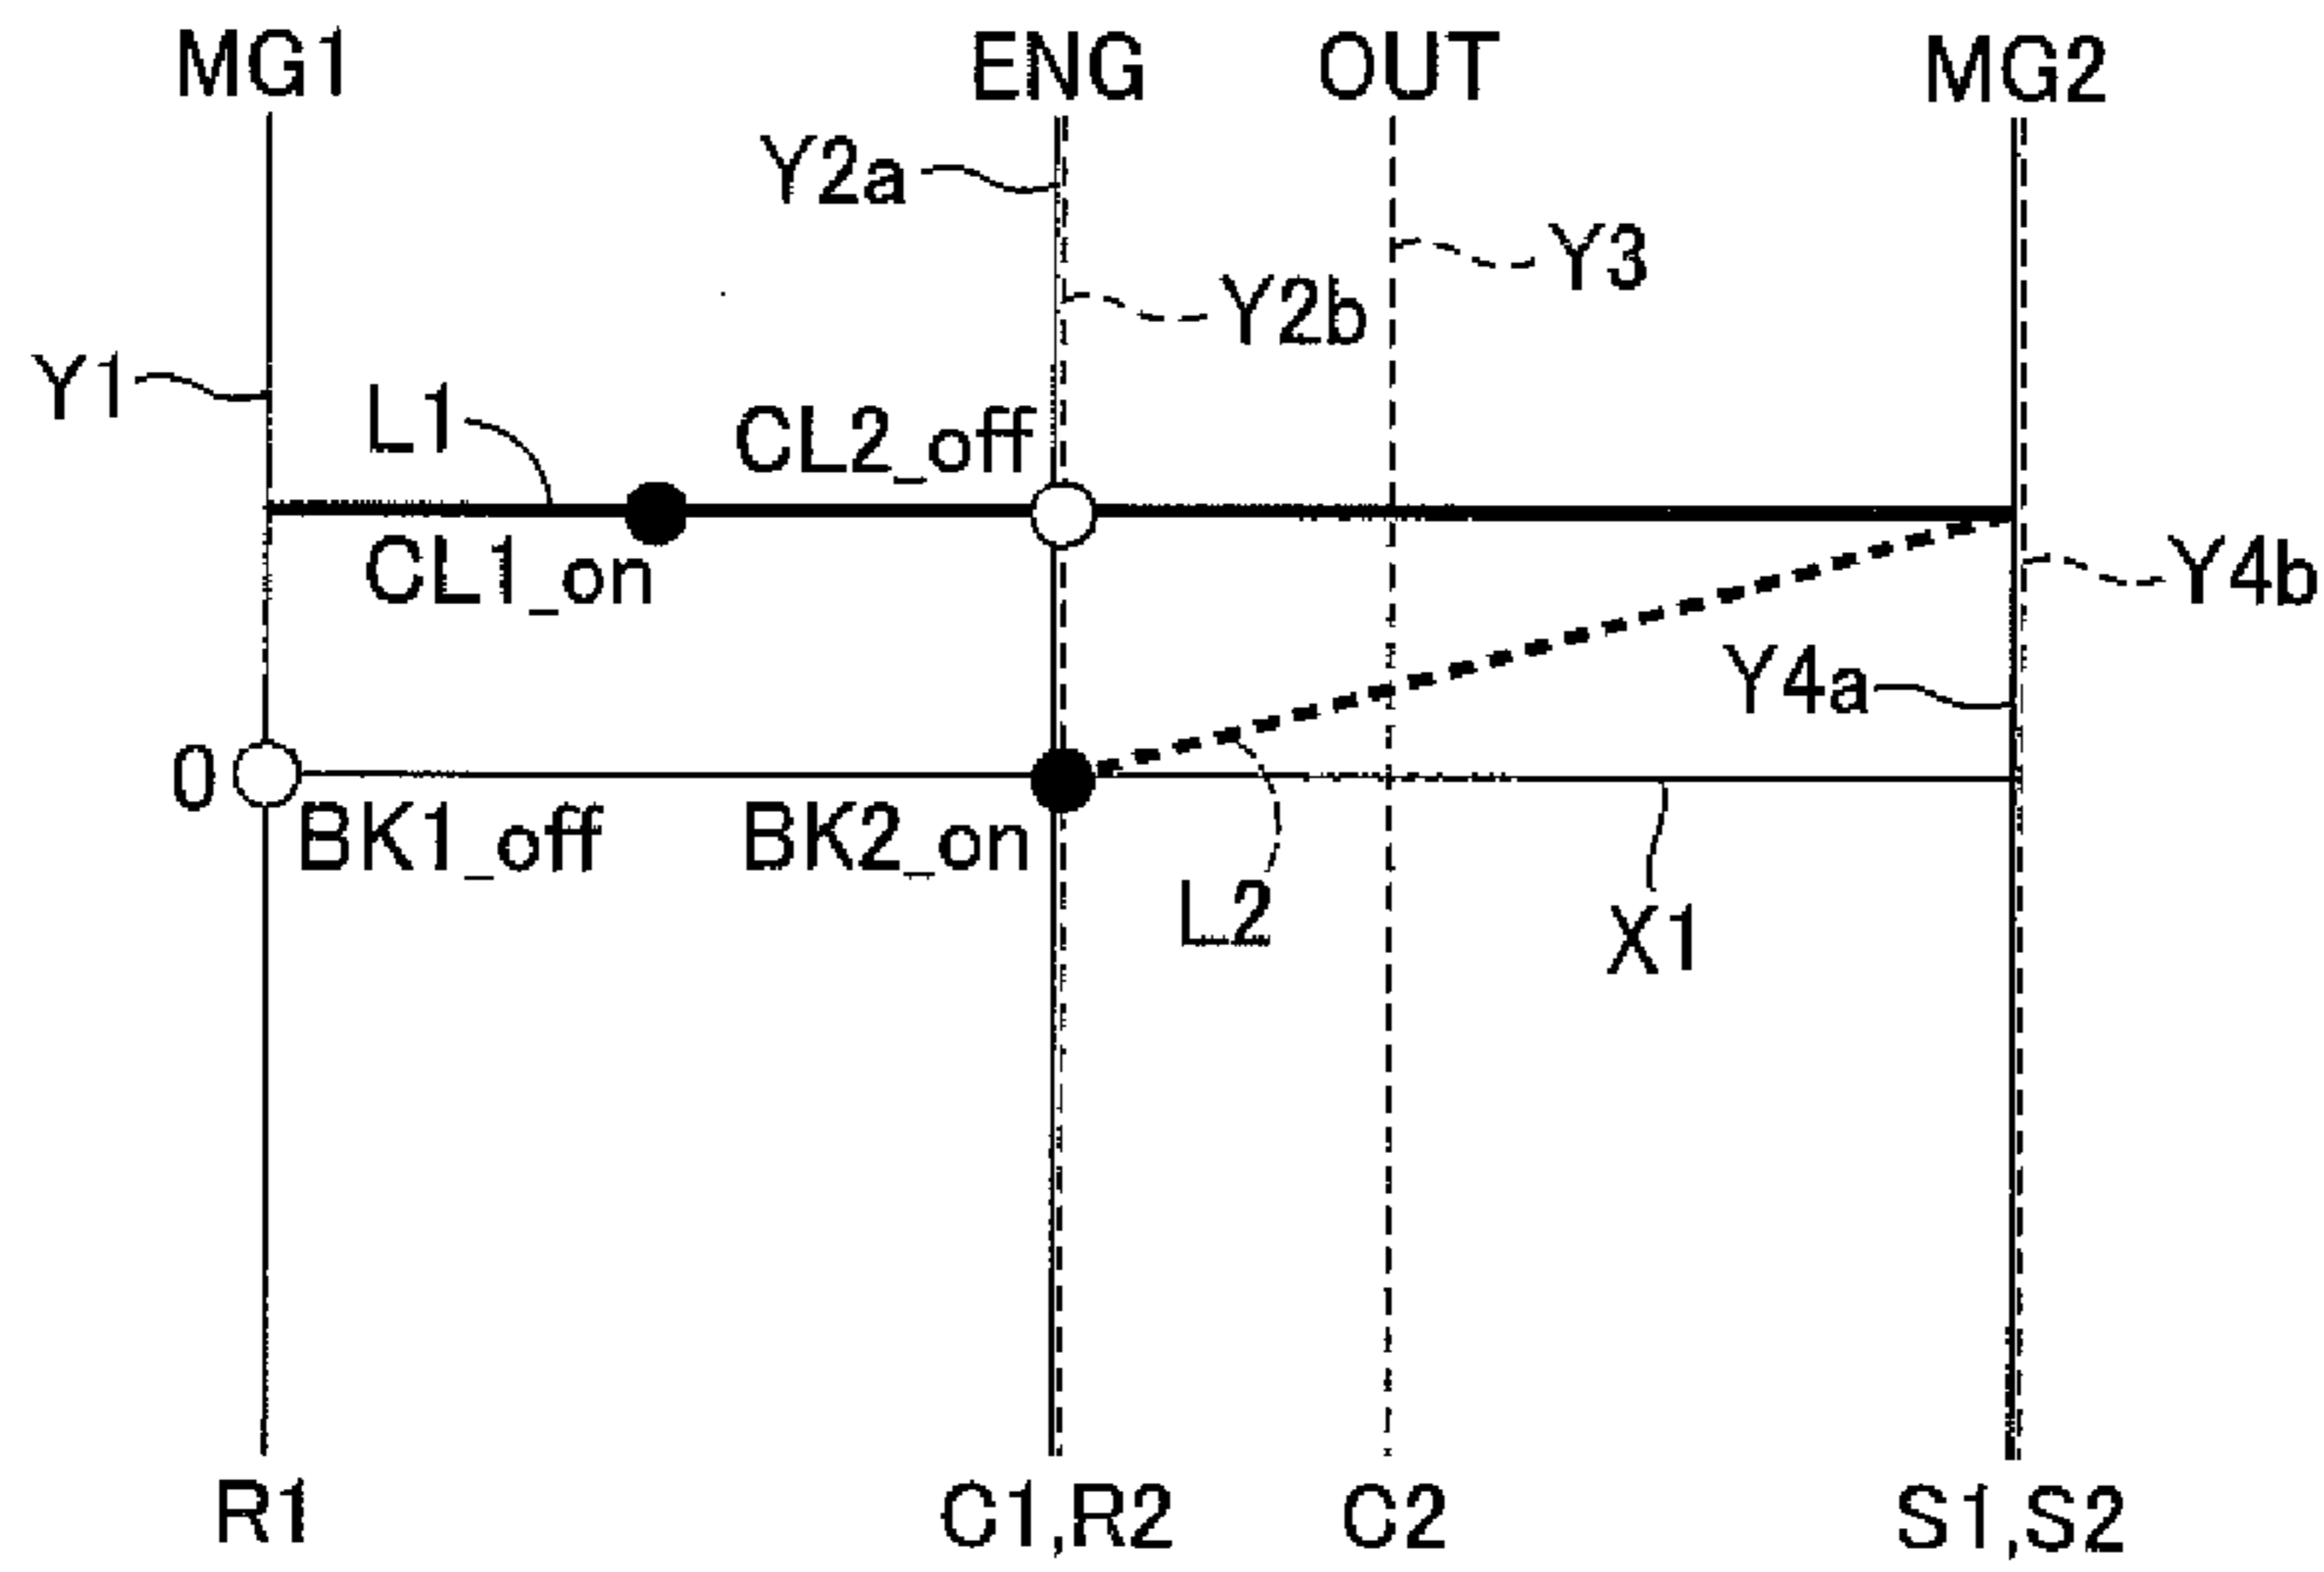 MG1 ENG OUT MG2
Y2a
Y3
Y2b
Y1
L1
CL2_off
CL1_on
Y4b
Y4a
0
BK1_off
BK2_on
L2
X1
R1 C1,R2 C2 S1,S2